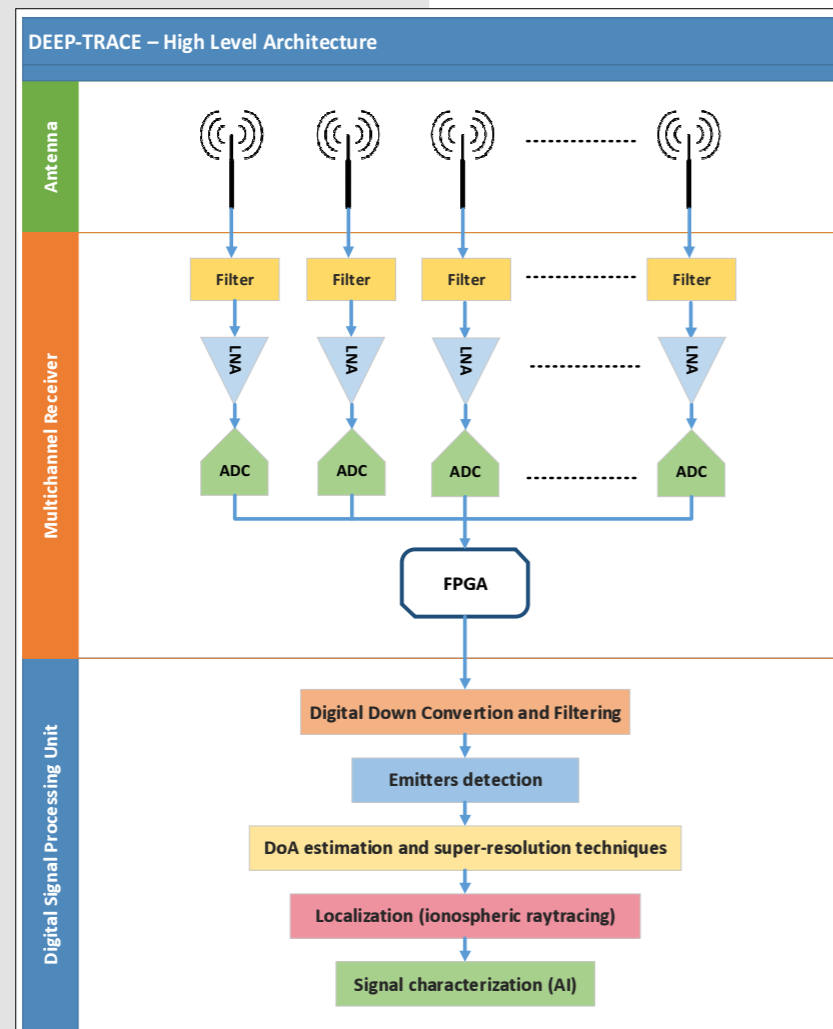 DEEP-TRACE – High Level Architecture
Antenna
Multichannel Receiver
Filter Filter Filter Filter
LNA LNA LNA LNA
ADC ADC ADC ADC
FPGA
Digital Signal Processing Unit
Digital Down Convertion and Filtering
Emitters detection
DoA estimation and super-resolution techniques
Localization (ionospheric raytracing)
Signal characterization (AI)